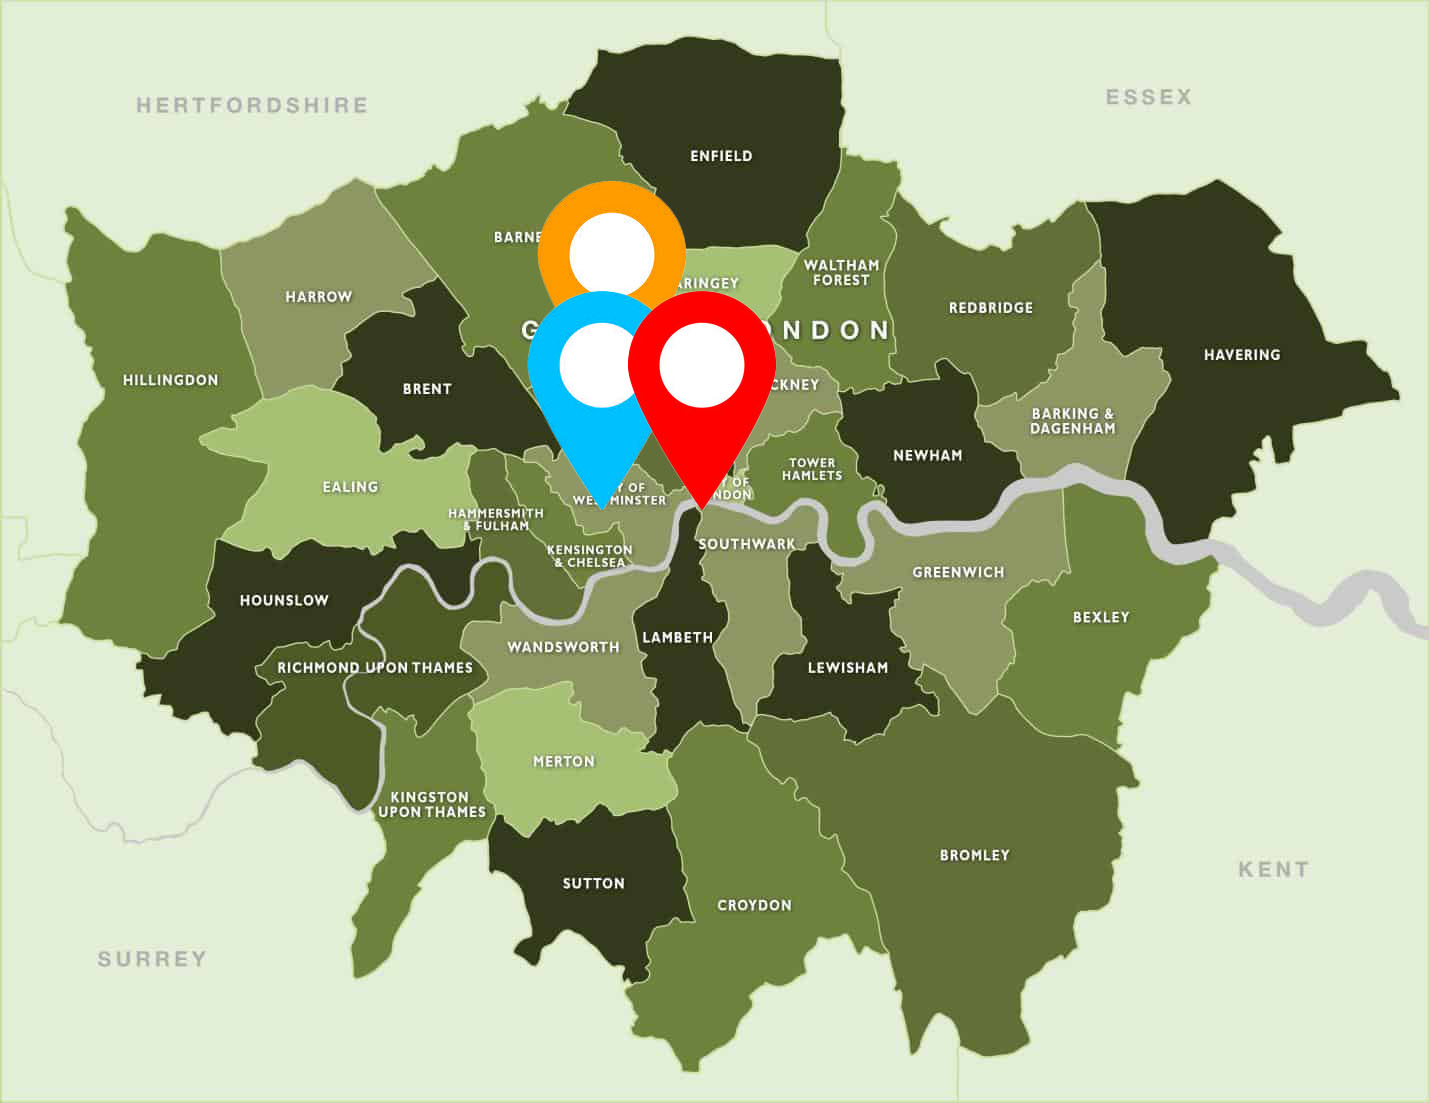 HERTFORDSHIRE
ESSEX
ENFIELD
BARNE
ARINGEY
WALTHAM
FOREST
HARROW
REDBRIDGE
G
ONDON
HAVERING
HILLINGDON
BRENT
CKNEY
BARKING &
DAGENHAM
NEWHAM
TOWER
HAMLETS
EALING
Y OF
WESTMINSTER
Y OF
NDON
HAMMERSMITH
& FULHAM
KENSINGTON
& CHELSEA
SOUTHWARK
GREENWICH
HOUNSLOW
BEXLEY
LAMBETH
WANDSWORTH
RICHMOND UPON THAMES
LEWISHAM
MERTON
KINGSTON
UPON THAMES
BROMLEY
KENT
SUTTON
CROYDON
SURREY